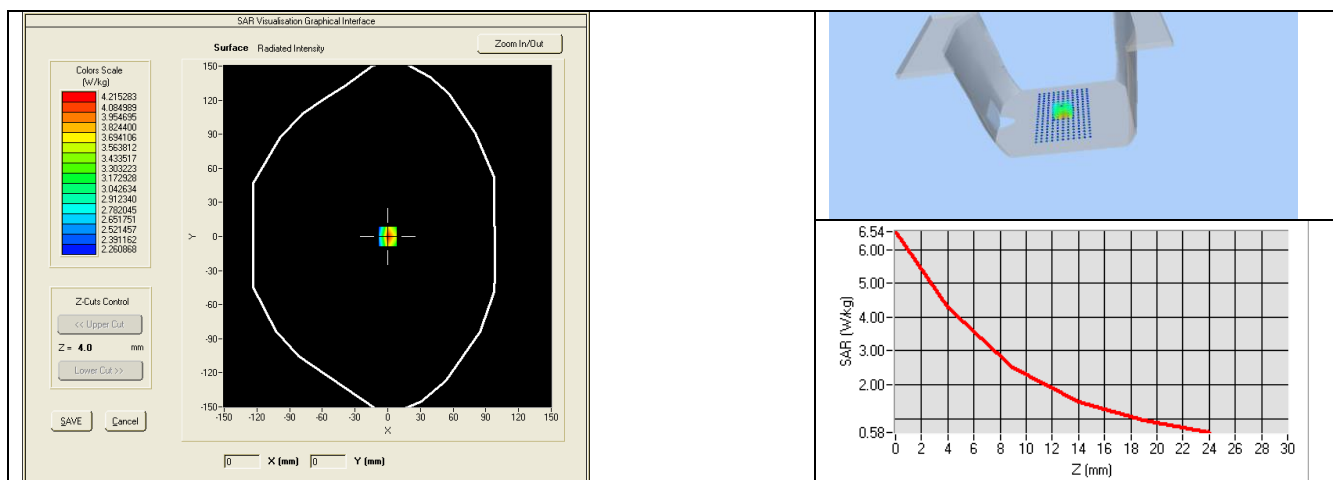 SAR Visualisation Graphical Interface
Surface Radiated Intensity
Zoom In/Out
Colors Scale
(W/kg)
4.215283
4.084989
3.954695
3.824400
3.694106
3.563812
3.433517
3.303223
3.172928
3.042634
2.912340
2.782045
2.651751
2.521457
2.391162
2.260868
Z-Cuts Control
<< Upper Cut
Z = 4.0 mm
Lower Cut >>
SAVE Cancel
150-
120-
90-
60-
30-
0-
-30-
-60-
-90-
-120-
-150-
Y
-150 -120 -90 -60 -30 0 30 60 90 120 150
X
0 X (mm) 0 Y (mm)
6.54-
6.00-
5.00-
4.00-
3.00-
2.00-
0.58-
SAR (W/kg)
0 2 4 6 8 10 12 14 16 18 20 22 24 26 28 30
Z (mm)